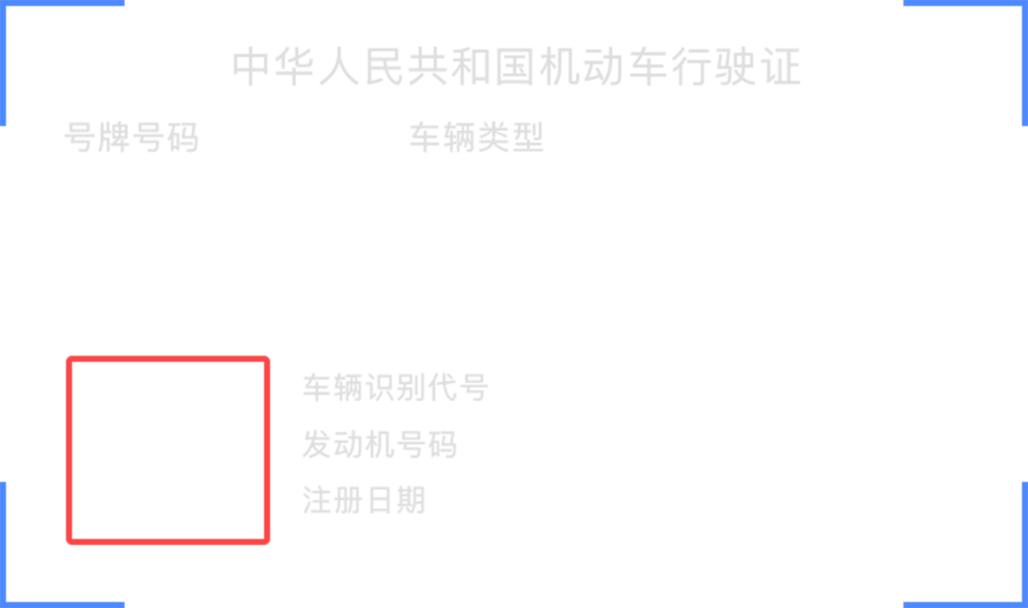 中华人民共和国机动车行驶证
号牌号码 车辆类型
车辆识别代号
发动机号码
注册日期